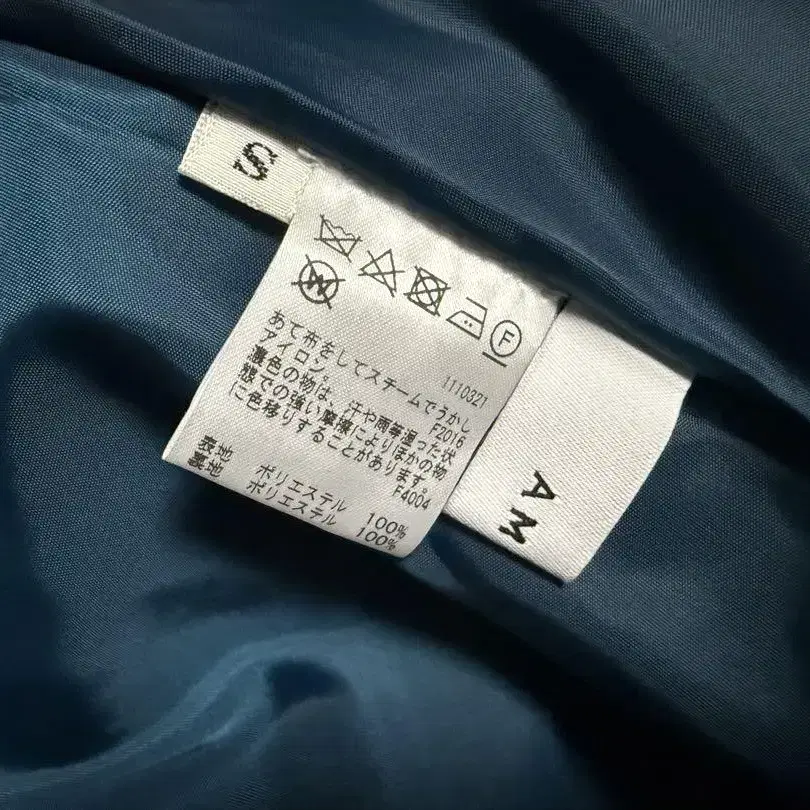 S
W
F
1110321
あて布をしてスチームでうかし
アイロン。
F2016
濃色の物は、汗や雨等湿った状
態での強い摩擦によりほかの物
に色移りすることがあります。
F4004
表地 ポリエステル 100%
裏地 ポリエステル 100%
AM